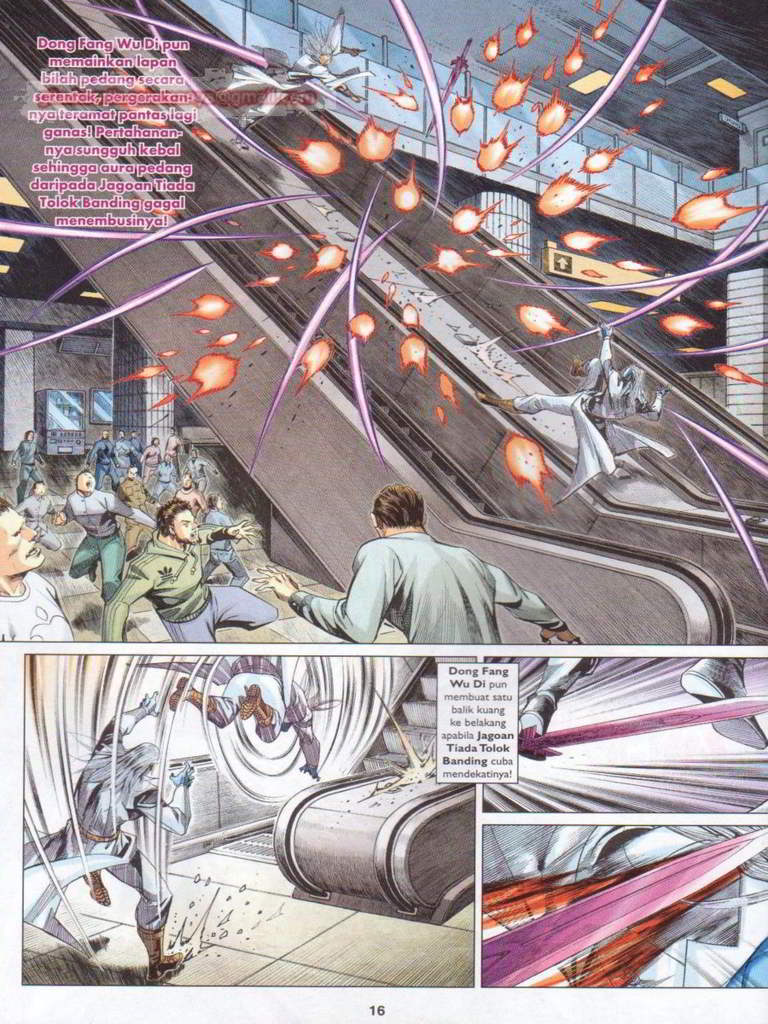 Dong Fang Wu Di pun
memainkan lapan
bilah pedang secara
serentak, pergerakan-
nya teramat pantas lagi
ganas! Pertahanan-
nya sungguh kebal
sehingga aura pedang
daripada Jagoan Tiada
Tolok Banding gagal
menembusinya!
@gmail.com
Dong Fang
Wu Di pun
membuat satu
balik kuang
ke belakang
apabila Jagoan
Tiada Tolok
Banding cuba
mendekatinya!
16